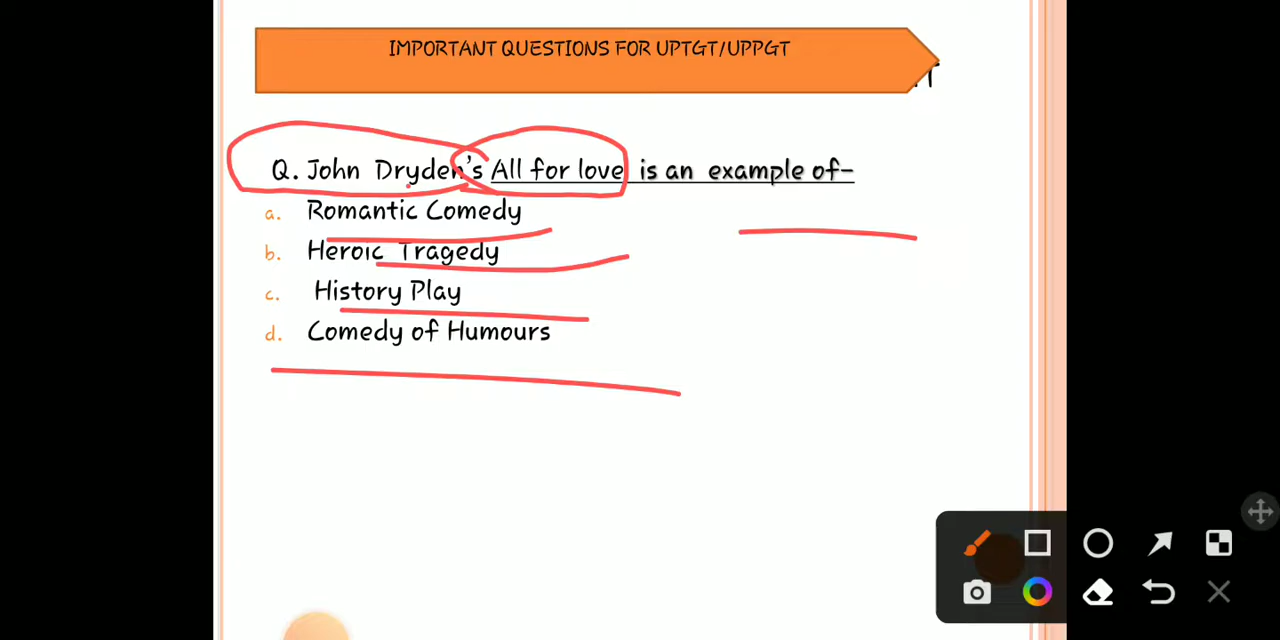 IMPORTANT QUESTIONS FOR UPTGT/UPPGT
Q. John Dryden's All for love is an example of-
a. Romantic Comedy
b. Heroic Tragedy
c. History Play
d. Comedy of Humours